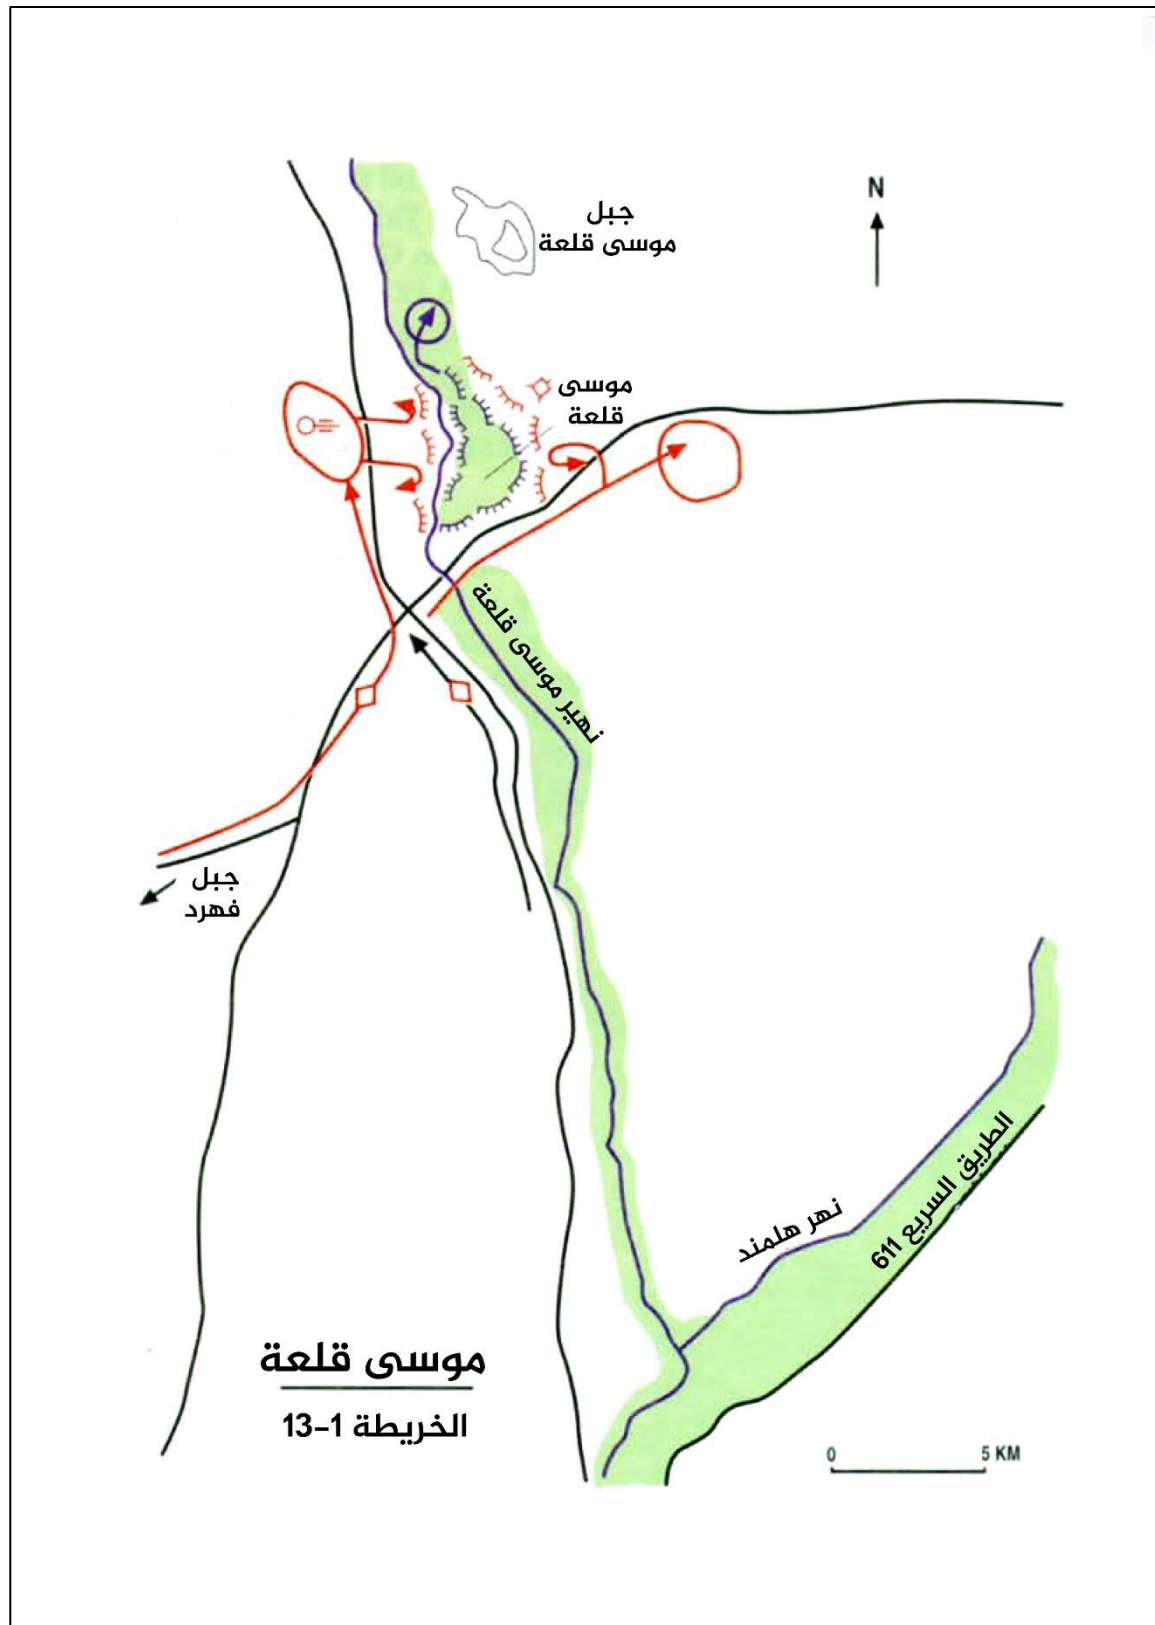 N
جبل
موسى قلعة
موسى
قلعة
نهير موسى قلعة
جبل
فهرد
الطريق السريع 611
نهر هلمند
موسى قلعة
الخريطة 1-13
0
5 KM